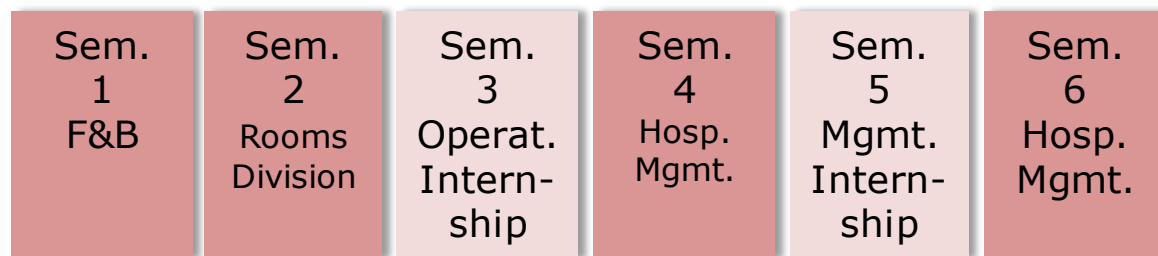 Sem.
1
F&B
Sem.
2
Rooms
Division
Sem.
3
Operat.
Intern-
ship
Sem.
4
Hosp.
Mgmt.
Sem.
5
Mgmt.
Intern-
ship
Sem.
6
Hosp.
Mgmt.